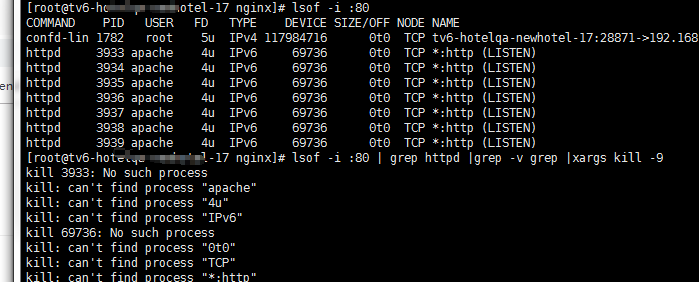 [root@tv6-ho hotel-17 nginx]# lsof -i :80
COMMAND PID USER FD TYPE DEVICE SIZE/OFF NODE NAME
confd-lin 1782 root 5u IPv4 117984716 0t0 TCP tv6-hotelqa-newhotel-17:28871->192.168
httpd 3933 apache 4u IPv6 69736 0t0 TCP *:http (LISTEN)
httpd 3934 apache 4u IPv6 69736 0t0 TCP *:http (LISTEN)
httpd 3935 apache 4u IPv6 69736 0t0 TCP *:http (LISTEN)
httpd 3936 apache 4u IPv6 69736 0t0 TCP *:http (LISTEN)
httpd 3937 apache 4u IPv6 69736 0t0 TCP *:http (LISTEN)
httpd 3938 apache 4u IPv6 69736 0t0 TCP *:http (LISTEN)
httpd 3939 apache 4u IPv6 69736 0t0 TCP *:http (LISTEN)
[root@tv6-hotelqa -17 nginx]# lsof -i :80 | grep httpd |grep -v grep |xargs kill -9
kill 3933: No such process
kill: can't find process "apache"
kill: can't find process "4u"
kill: can't find process "IPv6"
kill 69736: No such process
kill: can't find process "0t0"
kill: can't find process "TCP"
kill: can't find process "*:http"